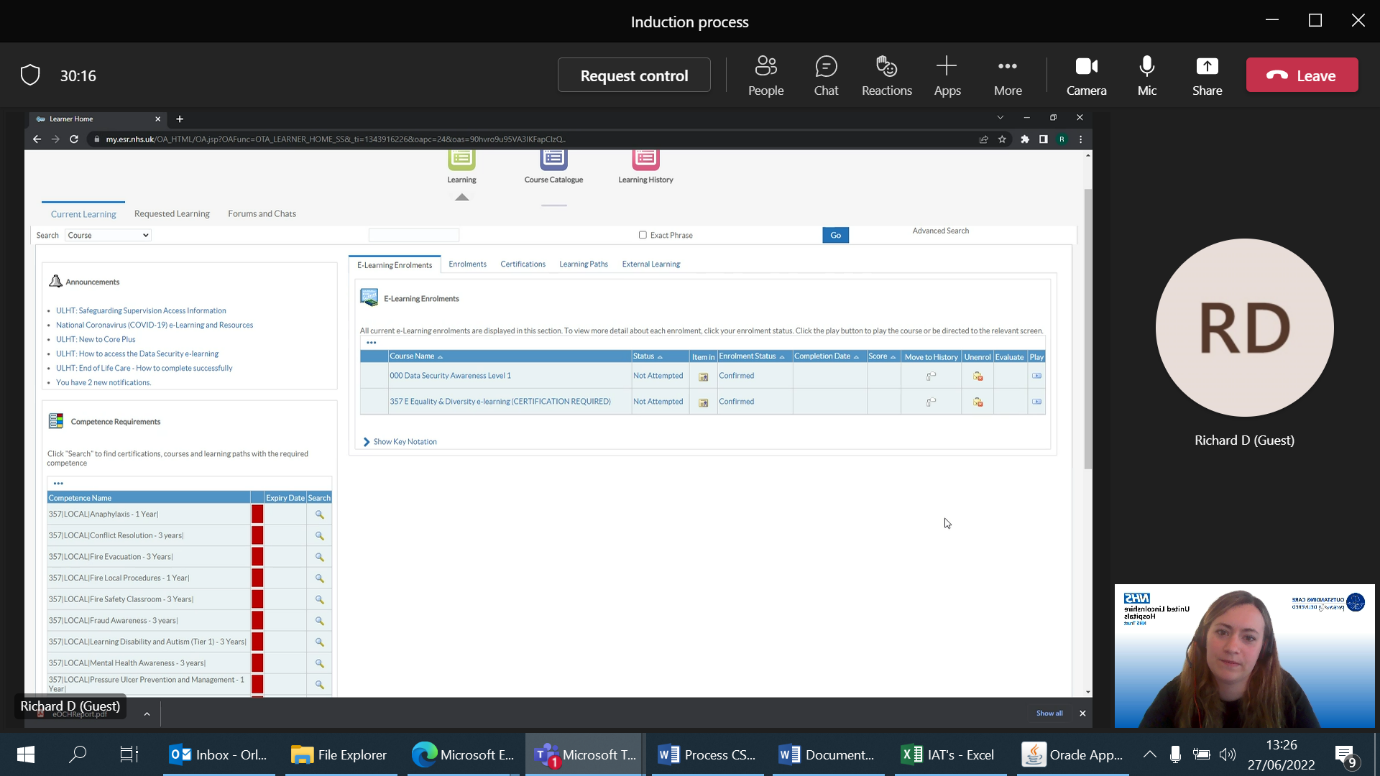 Induction process
30:16
Request control
People
Chat
Reactions
Apps
More
Camera
Mic
Share
Leave
Learner Home
Learning
Course Catalogue
Learning History
Current Learning
Requested Learning
Forums and Chats
Search
Course
Exact Phrase
Go
Advanced Search
Announcements
ULHT: Safeguarding Supervision Access Information
National Coronavirus (COVID-19) e-Learning and Resources
ULHT: New to Core Plus
ULHT: How to access the Data Security e-learning
ULHT: End of Life Care - How to complete successfully
You have 2 new notifications.
Competence Requirements
Click "Search" to find certifications, courses and learning paths with the required
competence
Competence Name
Expiry Date
Search
357|LOCAL|Anaphylaxis - 1 Year|
357|LOCAL|Conflict Resolution - 3 years|
357|LOCAL|Fire Evacuation - 3 Years|
357|LOCAL|Fire Local Procedures - 1 Year|
357|LOCAL|Fire Safety Classroom - 3 Years|
357|LOCAL|Fraud Awareness - 3 years|
357|LOCAL|Learning Disability and Autism (Tier 1) - 3 Years|
357|LOCAL|Mental Health Awareness - 3 years|
357|LOCAL|Pressure Ulcer Prevention and Management - 1
Year|
E-Learning Enrolments
Enrolments
Certifications
Learning Paths
External Learning
E-Learning Enrolments
All current e-Learning enrolments are displayed in this section. To view more detail about each enrolment, click your enrolment status. Click the play button to play the course or be directed to the relevant screen.
Course Name
Status
Item in
Enrolment Status
Completion Date
Score
Move to History
Unenrol
Evaluate
Play
000 Data Security Awareness Level 1
Not Attempted
Confirmed
357 E Equality & Diversity e-learning (CERTIFICATION REQUIRED)
Not Attempted
Confirmed
Show Key Notation
RD
Richard D (Guest)
NHS
United Lincolnshire
Hospitals
NHS Trust
OUTSTANDING CARE
Richard D (Guest)
eOCHReport.pdf
Show all
Inbox - Orl...
File Explorer
Microsoft E...
1
Microsoft T...
Process CS...
Document...
IAT's - Excel
Oracle App...
13:26
27/06/2022
9